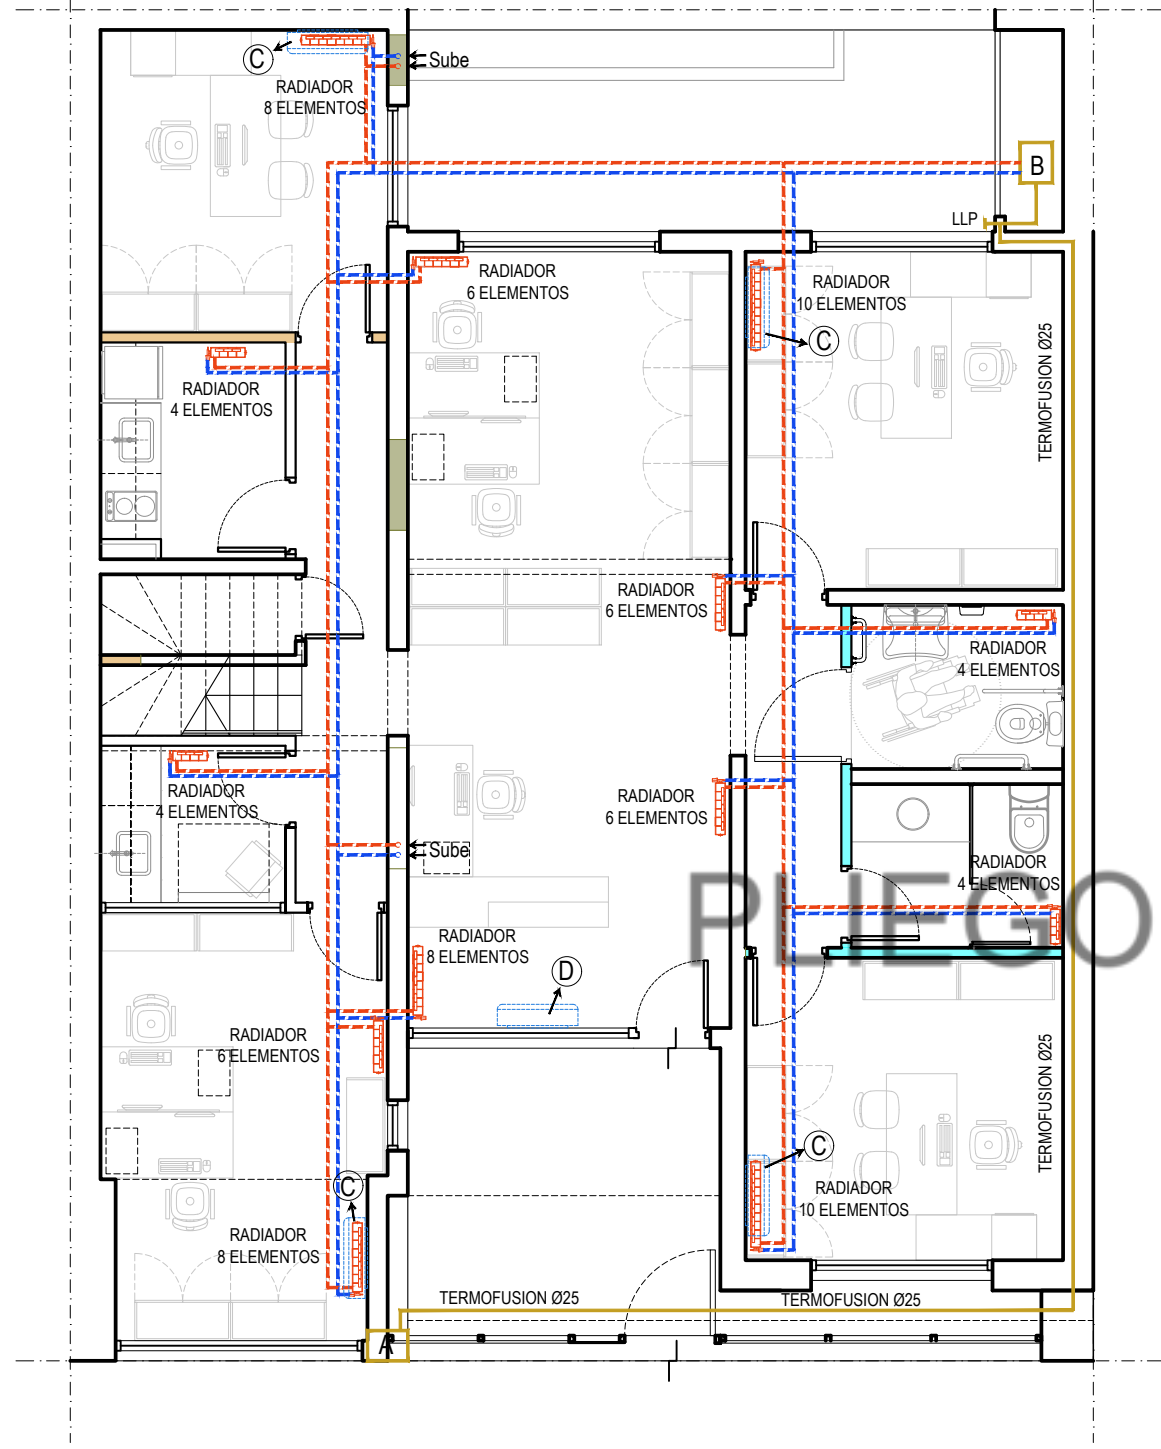 C
Sube
RADIADOR
8 ELEMENTOS
B
LLP
RADIADOR
6 ELEMENTOS
RADIADOR
10 ELEMENTOS
C
TERMOFUSION Ø25
RADIADOR
4 ELEMENTOS
RADIADOR
6 ELEMENTOS
RADIADOR
4 ELEMENTOS
RADIADOR
4 ELEMENTOS
RADIADOR
6 ELEMENTOS
Sube
RADIADOR
4 ELEMENTOS
PLIEGO
RADIADOR
8 ELEMENTOS
D
RADIADOR
6 ELEMENTOS
TERMOFUSION Ø25
C
C
RADIADOR
10 ELEMENTOS
RADIADOR
8 ELEMENTOS
TERMOFUSION Ø25
TERMOFUSION Ø25
A